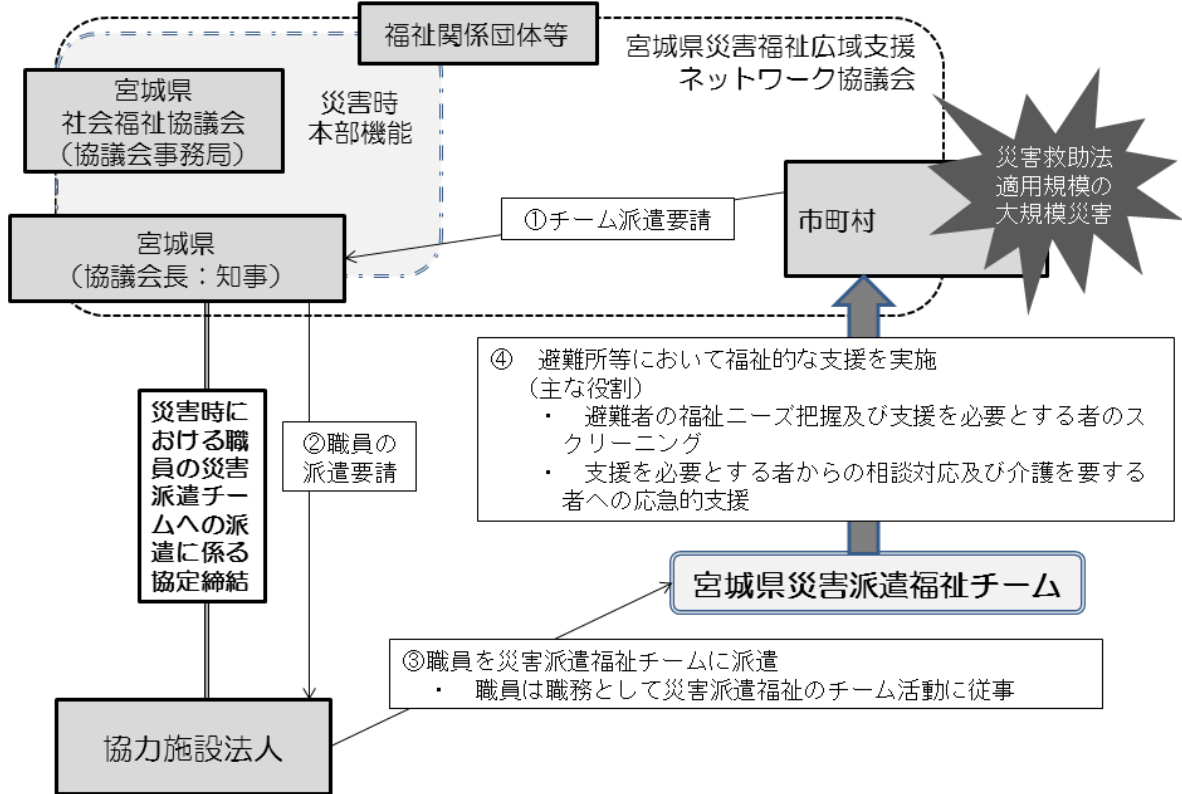 福祉関係団体等
宮城県災害福祉広域支援
ネットワーク協議会
宮城県
社会福祉協議会
（協議会事務局）
災害時
本部機能
災害救助法
適用規模の
大規模災害
①チーム派遣要請
市町村
宮城県
（協議会長：知事）
④　避難所等において福祉的な支援を実施
（主な役割）
・　避難者の福祉ニーズ把握及び支援を必要とする者のス
クリーニング
・　支援を必要とする者からの相談対応及び介護を要する
者への応急的支援
災害時に
おける職
員の災害
派遣チー
ムへの派
遣に係る
協定締結
②職員の
派遣要請
宮城県災害派遣福祉チーム
③職員を災害派遣福祉チームに派遣
・　職員は職務として災害派遣福祉のチーム活動に従事
協力施設法人